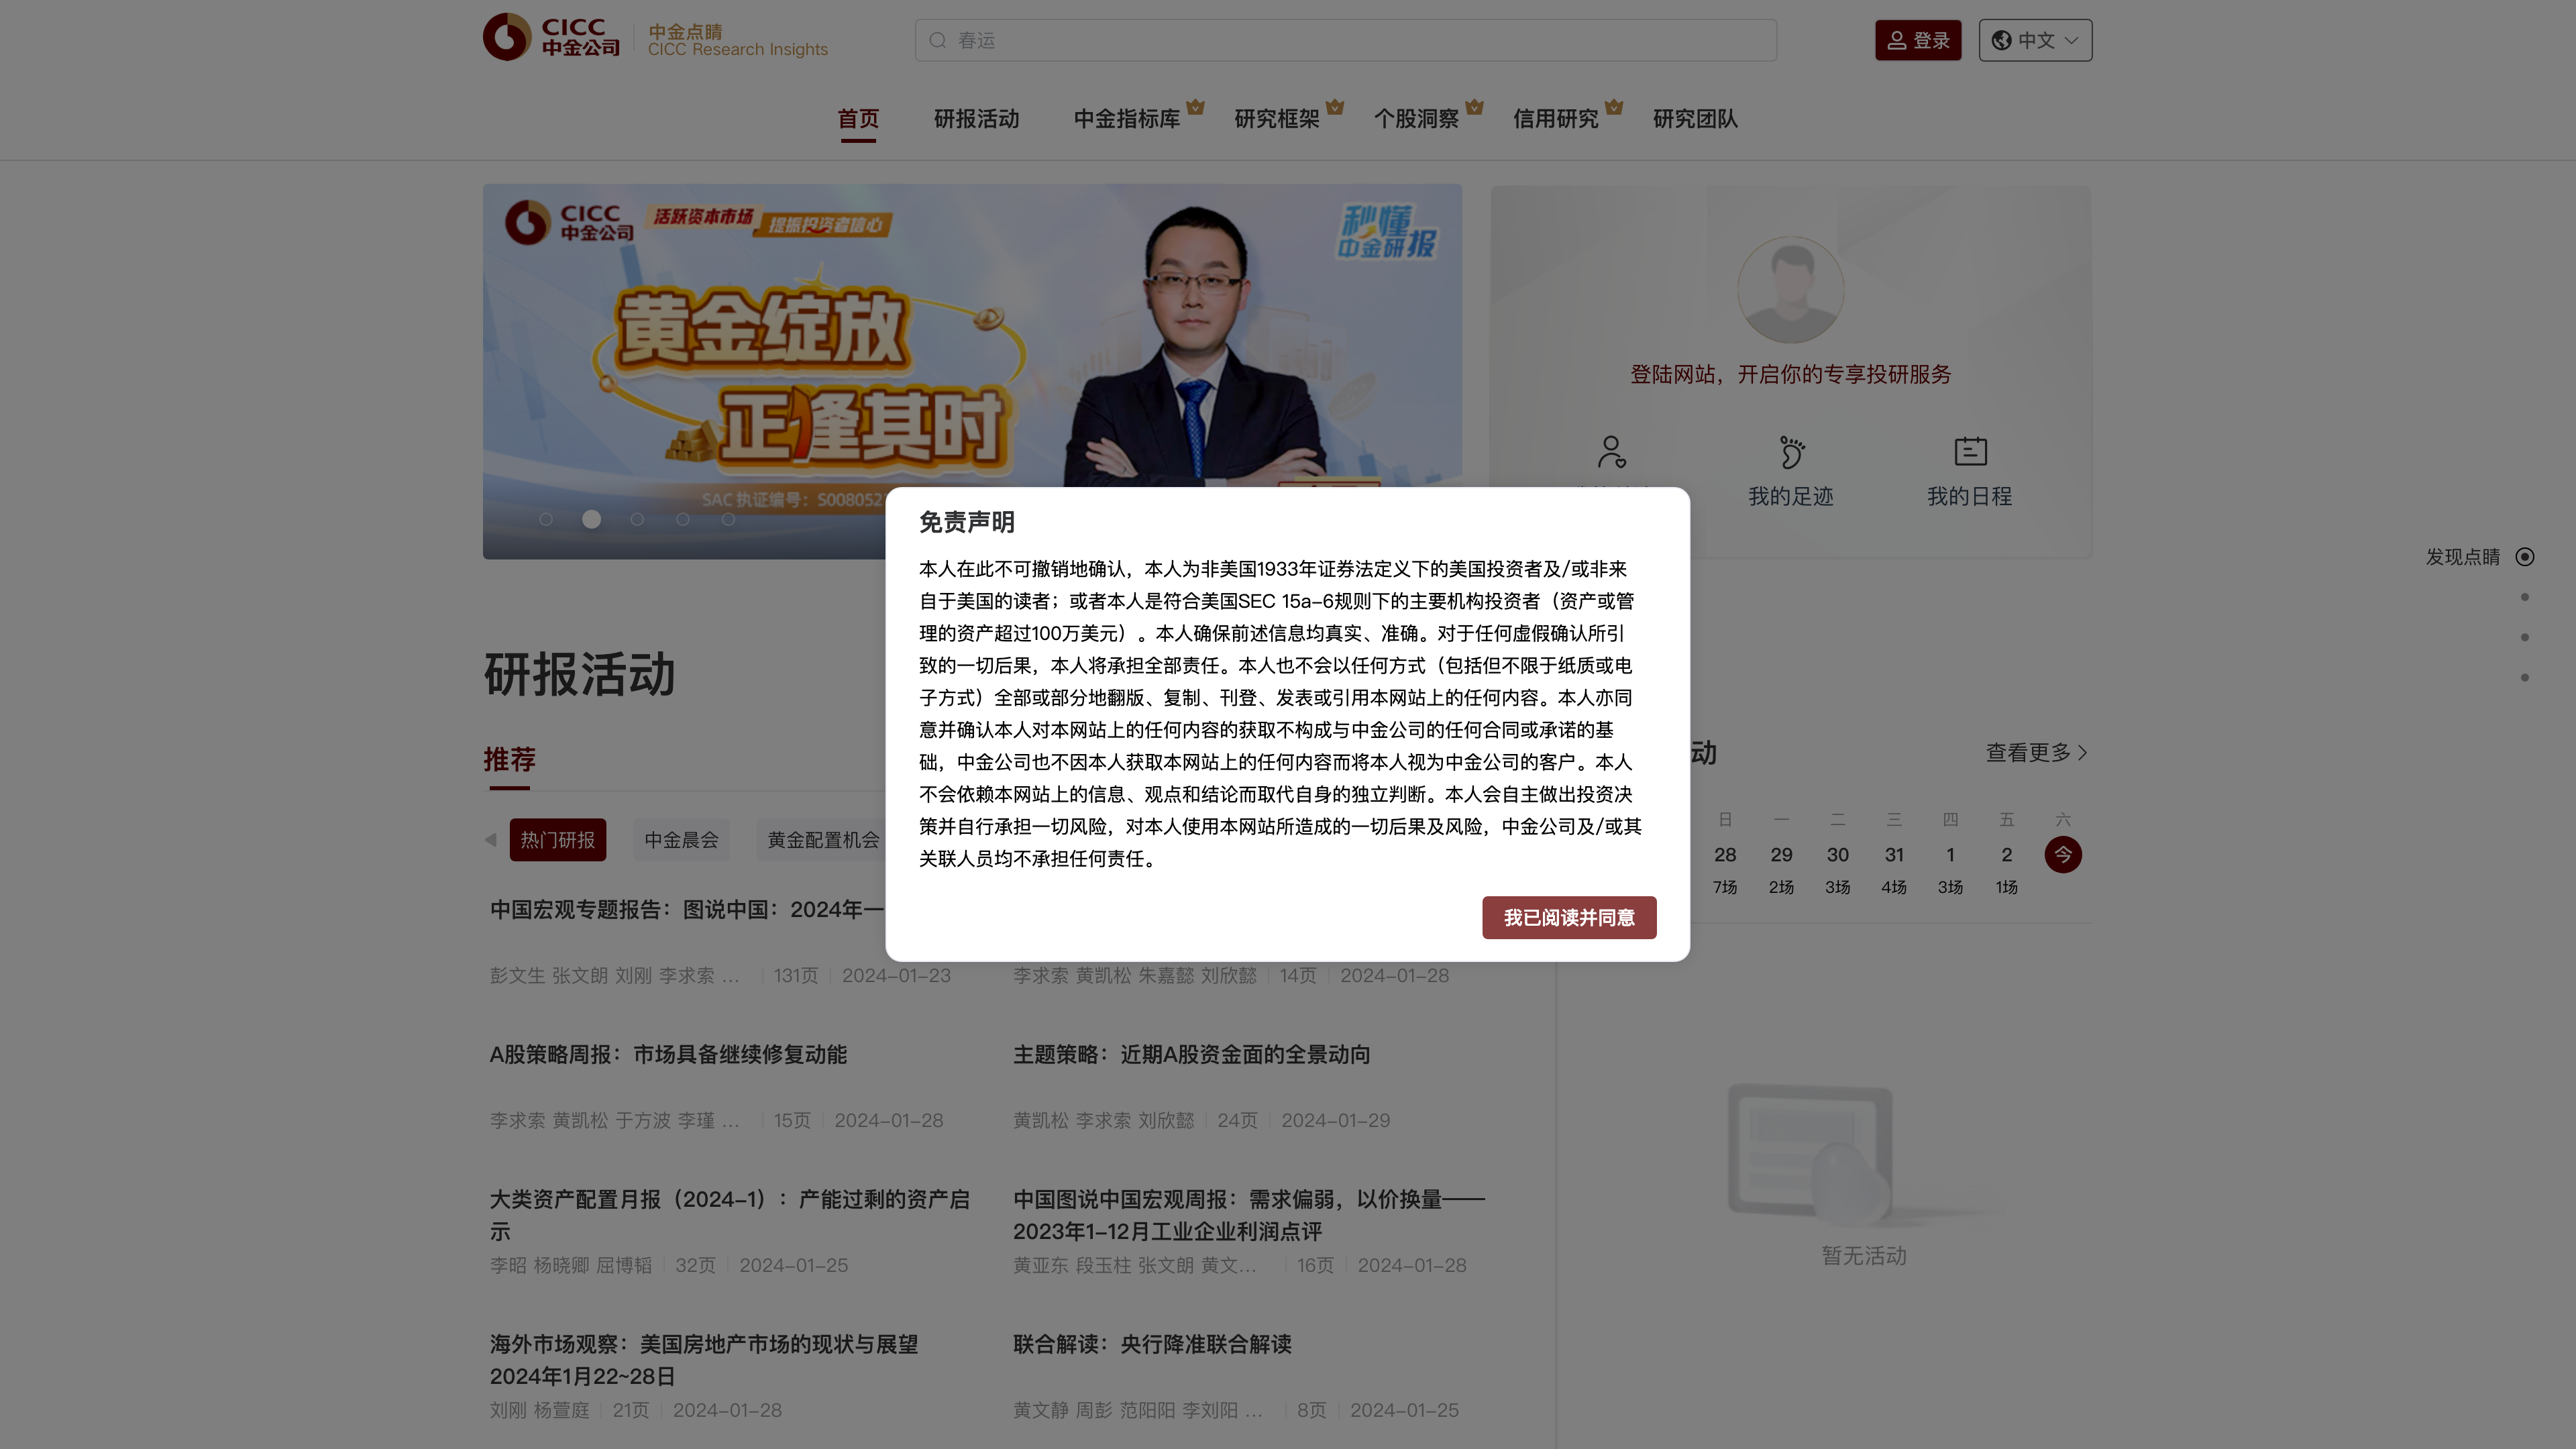 CICC
中金公司
中金点睛
CICC Research Insights
春运
登录
中文
首页
研报活动
中金指标库
研究框架
个股洞察
信用研究
研究团队
CICC
中金公司
活跃资本市场
提振投资者信心
秒懂
中金研报
黄金绽放
正逢其时
SAC 执证编号：S008052
登陆网站，开启你的专享投研服务
我的足迹
我的日程
发现点睛
免责声明
本人在此不可撤销地确认，本人为非美国1933年证券法定义下的美国投资者及/或非来
自于美国的读者；或者本人是符合美国SEC 15a-6规则下的主要机构投资者（资产或管
理的资产超过100万美元）。本人确保前述信息均真实、准确。对于任何虚假确认所引
致的一切后果，本人将承担全部责任。本人也不会以任何方式（包括但不限于纸质或电
子方式）全部或部分地翻版、复制、刊登、发表或引用本网站上的任何内容。本人亦同
意并确认本人对本网站上的任何内容的获取不构成与中金公司的任何合同或承诺的基
础，中金公司也不因本人获取本网站上的任何内容而将本人视为中金公司的客户。本人
不会依赖本网站上的信息、观点和结论而取代自身的独立判断。本人会自主做出投资决
策并自行承担一切风险，对本人使用本网站所造成的一切后果及风险，中金公司及/或其
关联人员均不承担任何责任。
我已阅读并同意
研报活动
推荐
动
查看更多
热门研报
中金晨会
黄金配置机会
日 一 二 三 四 五 六
28 29 30 31 1 2 今
7场 2场 3场 4场 3场 1场
中国宏观专题报告：图说中国：2024年一
彭文生 张文朗 刘刚 李求索 ... 131页 2024-01-23
李求索 黄凯松 朱嘉懿 刘欣懿 14页 2024-01-28
A股策略周报：市场具备继续修复动能
李求索 黄凯松 于方波 李瑾 ... 15页 2024-01-28
主题策略：近期A股资金面的全景动向
黄凯松 李求索 刘欣懿 24页 2024-01-29
大类资产配置月报（2024-1）：产能过剩的资产启
示
李昭 杨晓卿 屈博韬 32页 2024-01-25
中国图说中国宏观周报：需求偏弱，以价换量——
2023年1-12月工业企业利润点评
黄亚东 段玉柱 张文朗 黄文... 16页 2024-01-28
海外市场观察：美国房地产市场的现状与展望
2024年1月22~28日
刘刚 杨萱庭 21页 2024-01-28
联合解读：央行降准联合解读
黄文静 周彭 范阳阳 李刘阳 ... 8页 2024-01-25
暂无活动